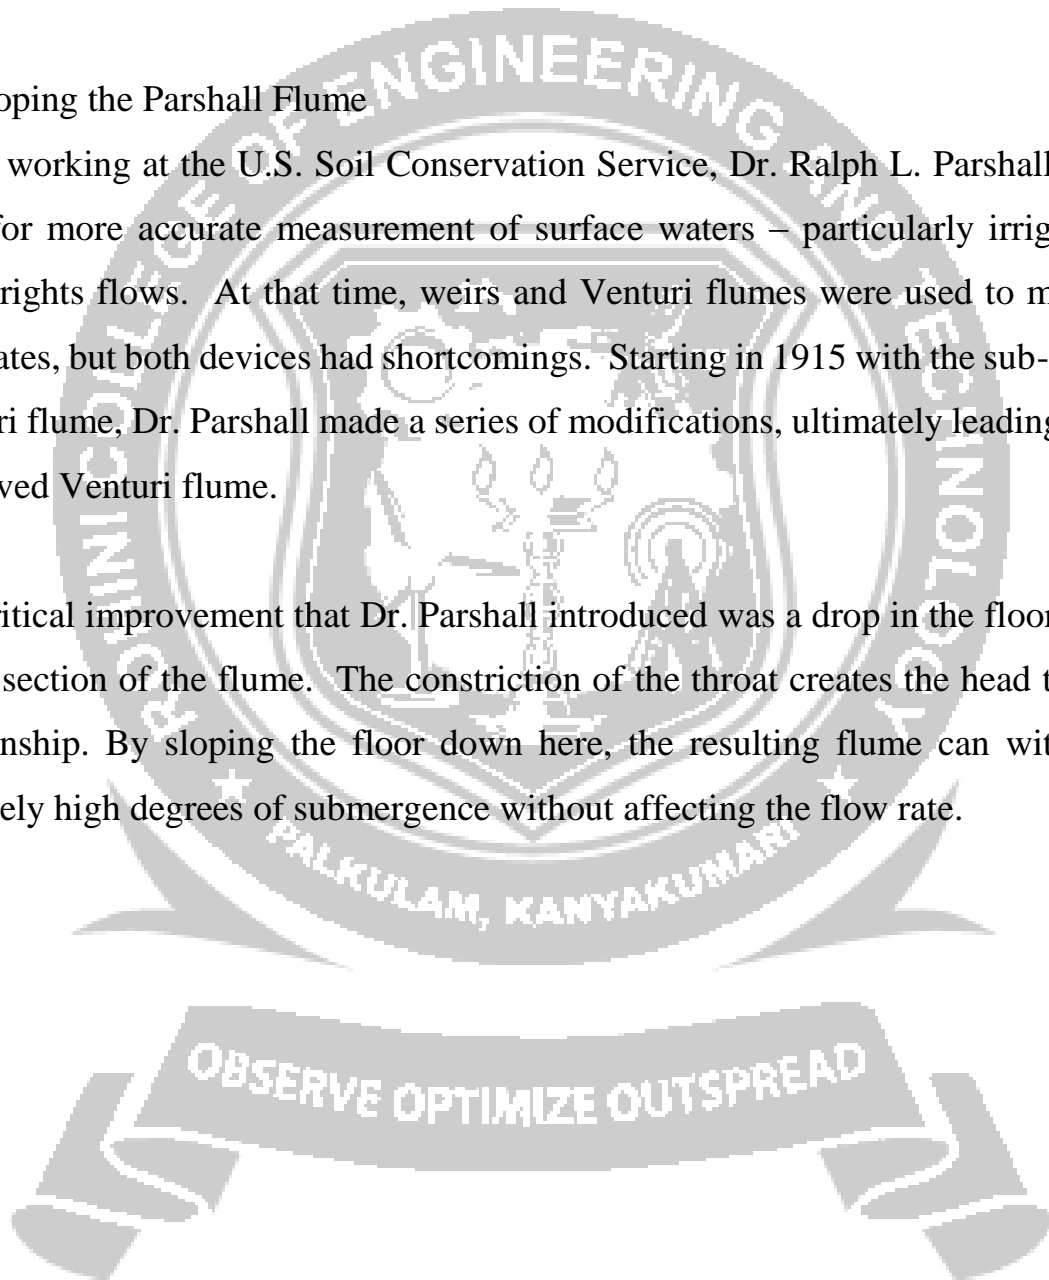 oping the Parshall Flume
working at the U.S. Soil Conservation Service, Dr. Ralph L. Parshall
for more accurate measurement of surface waters – particularly irrig
rights flows. At that time, weirs and Venturi flumes were used to m
ates, but both devices had shortcomings. Starting in 1915 with the sub-
ri flume, Dr. Parshall made a series of modifications, ultimately leading
ved Venturi flume.
ritical improvement that Dr. Parshall introduced was a drop in the floor
section of the flume. The constriction of the throat creates the head t
nship. By sloping the floor down here, the resulting flume can wit
ely high degrees of submergence without affecting the flow rate.
ROHINI COLLEGE OF ENGINEERING AND TECHNOLOGY
PALKULAM, KANYAKUMARI
OBSERVE OPTIMIZE OUTSPREAD